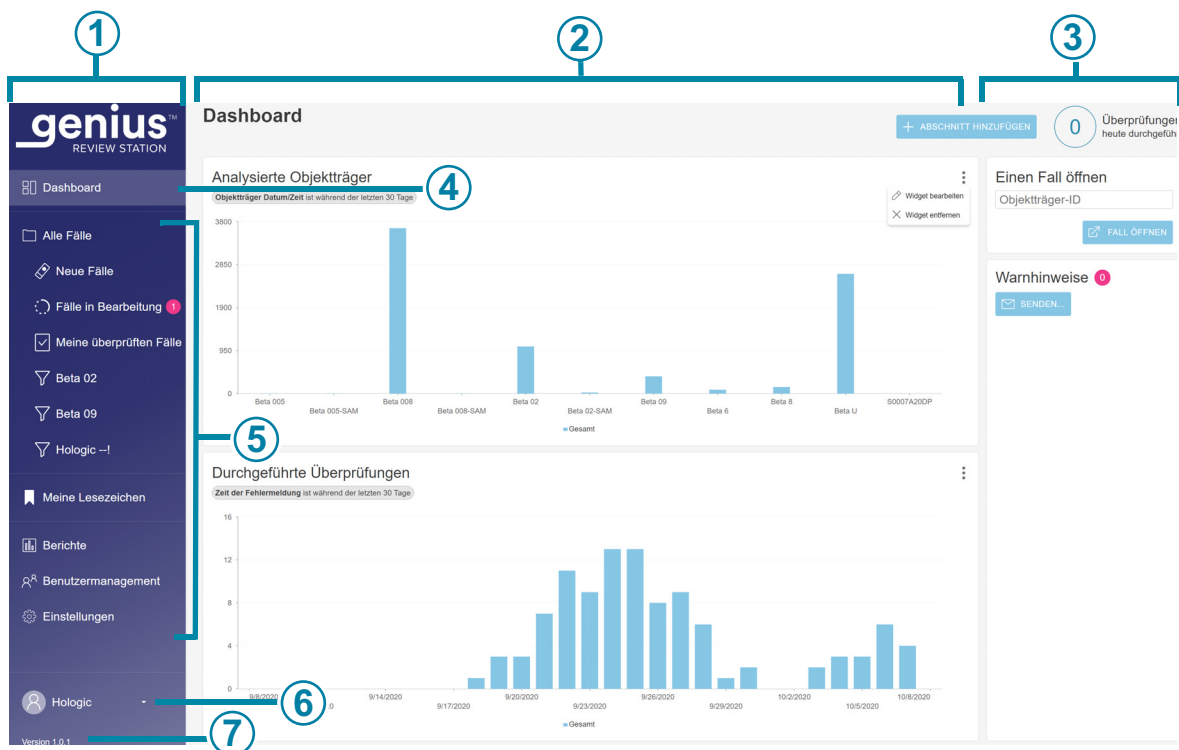 1
2
3
genius™
REVIEW STATION
Dashboard
4
Alle Fälle
Neue Fälle
Fälle in Bearbeitung 1
Meine überprüften Fälle
Beta 02
Beta 09
Hologic --!
5
Meine Lesezeichen
Berichte
Benutzermanagement
Einstellungen
Hologic
6
Version 1.0.1
7
Dashboard
+ ABSCHNITT HINZUFÜGEN
0
Überprüfungen
heute durchgefüh
Analysierte Objektträger
Objektträger Datum/Zeit ist während der letzten 30 Tage
Widget bearbeiten
Widget entfernen
3800
2850
1900
950
0
Beta 005
Beta 005-SAM
Beta 008
Beta 008-SAM
Beta 02
Beta 02-SAM
Beta 09
Beta 6
Beta 8
Beta U
S0007A20DP
Gesamt
Durchgeführte Überprüfungen
Zeit der Fehlermeldung ist während der letzten 30 Tage
16
12
8
4
0
9/8/2020
9/14/2020
9/17/2020
9/20/2020
9/23/2020
9/26/2020
9/29/2020
10/2/2020
10/5/2020
10/8/2020
Gesamt
Einen Fall öffnen
Objektträger-ID
FALL ÖFFNEN
Warnhinweise 0
SENDEN...